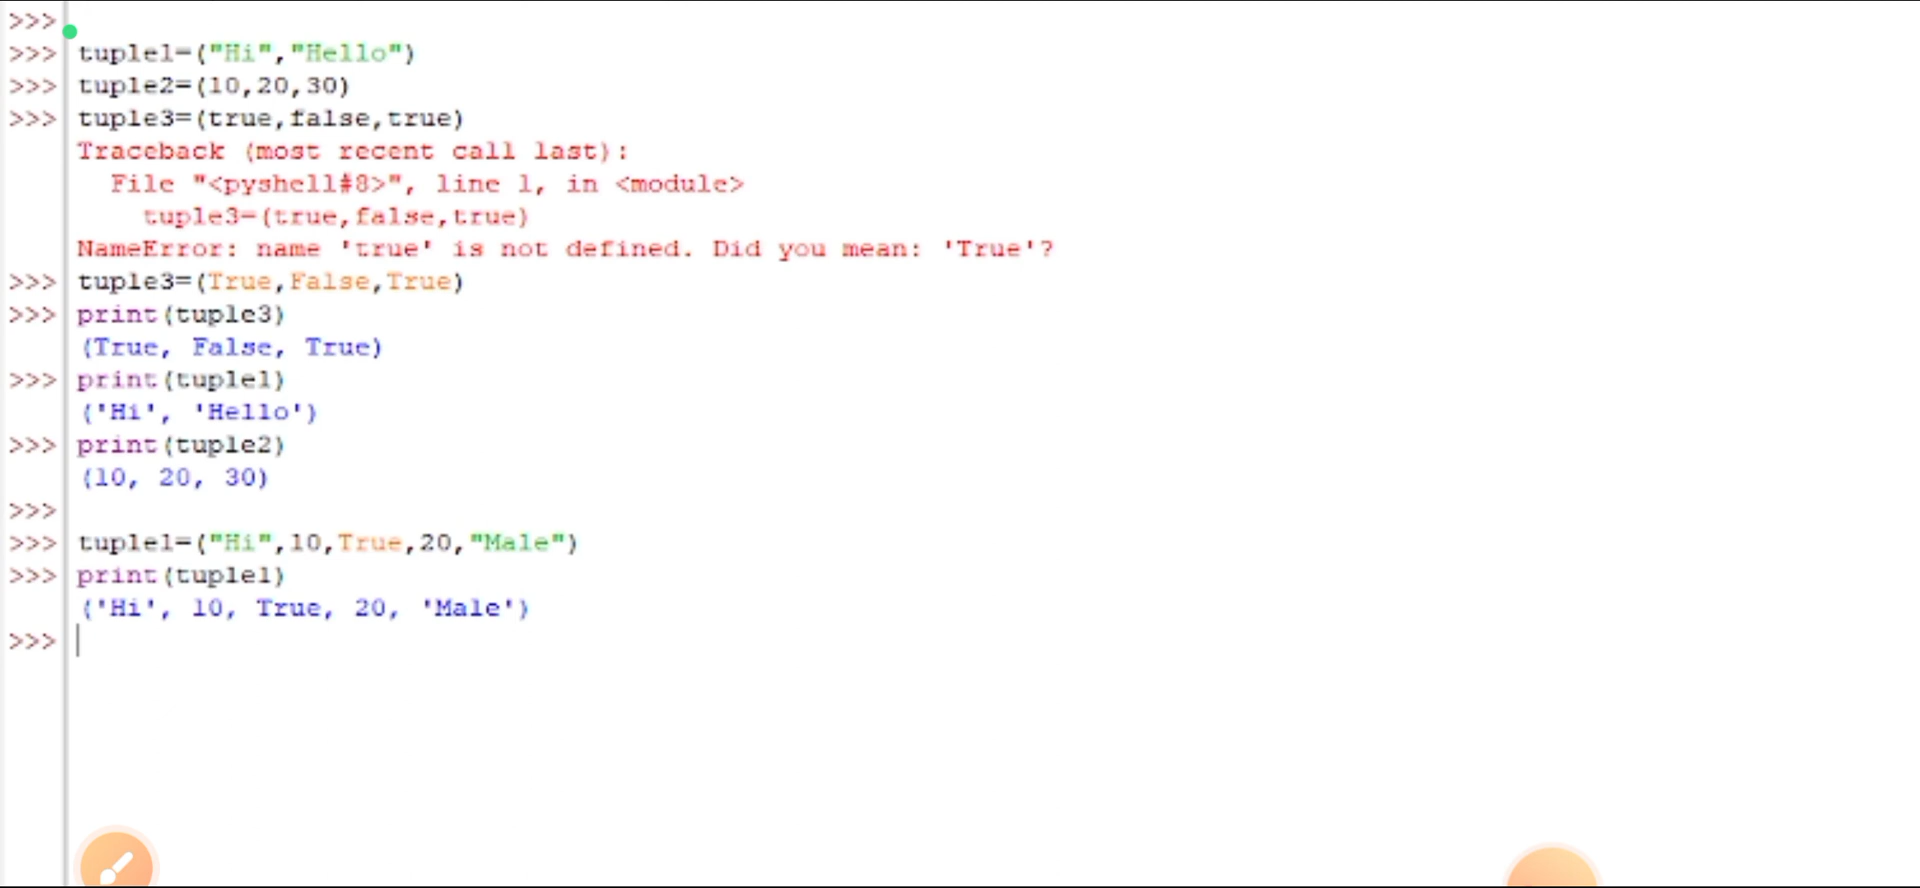 >>>
>>> tuple1=("Hi","Hello")
>>> tuple2=(10,20,30)
>>> tuple3=(true,false,true)
Traceback (most recent call last):
  File "<pyshell#8>", line 1, in <module>
    tuple3=(true,false,true)
NameError: name 'true' is not defined. Did you mean: 'True'?
>>> tuple3=(True,False,True)
>>> print(tuple3)
(True, False, True)
>>> print(tuple1)
('Hi', 'Hello')
>>> print(tuple2)
(10, 20, 30)
>>>
>>> tuple1=("Hi",10,True,20,"Male")
>>> print(tuple1)
('Hi', 10, True, 20, 'Male')
>>>